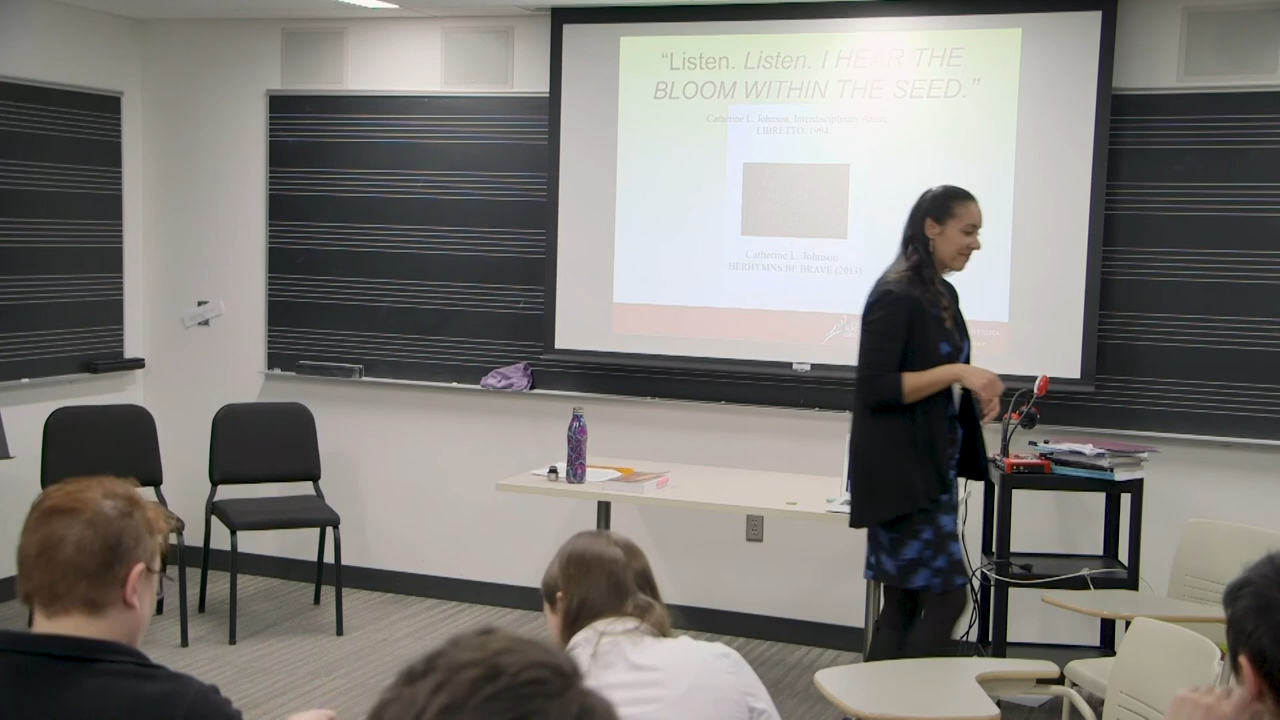 “Listen. Listen. I HEAR THE
BLOOM WITHIN THE SEED.”
Catherine L. Johnson, Interdisciplinary Artist,
LIBRETTO, 1994.
Catherine L. Johnson
HERHYMNS:BE BRAVE (2013)